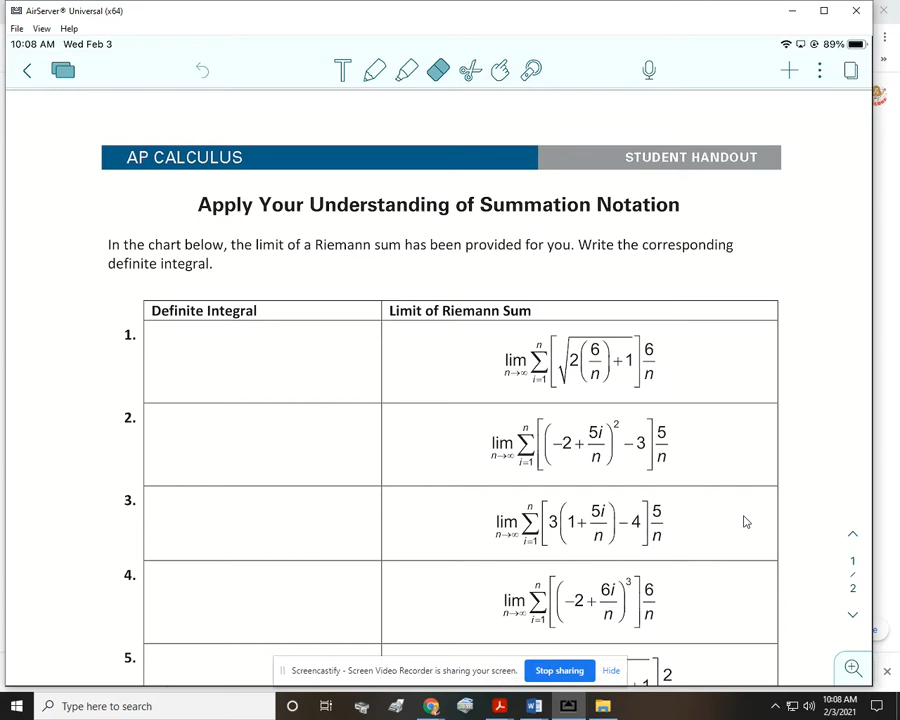 AirServer® Universal (x64)
File View Help
10:08 AM Wed Feb 3
89%
AP CALCULUS
STUDENT HANDOUT
Apply Your Understanding of Summation Notation
In the chart below, the limit of a Riemann sum has been provided for you. Write the corresponding
definite integral.
Definite Integral Limit of Riemann Sum
1. lim n→∞ ∑ i=1 n [√(2(6/n)+1)] 6/n
2. lim n→∞ ∑ i=1 n [(−2+5i/n)² −3] 5/n
3. lim n→∞ ∑ i=1 n [3(1+5i/n)−4] 5/n
4. lim n→∞ ∑ i=1 n [(−2+6i/n)³] 6/n
5.
2
1
/
2
Screencastify - Screen Video Recorder is sharing your screen.
Stop sharing
Hide
Type here to search
10:08 AM
2/3/2021